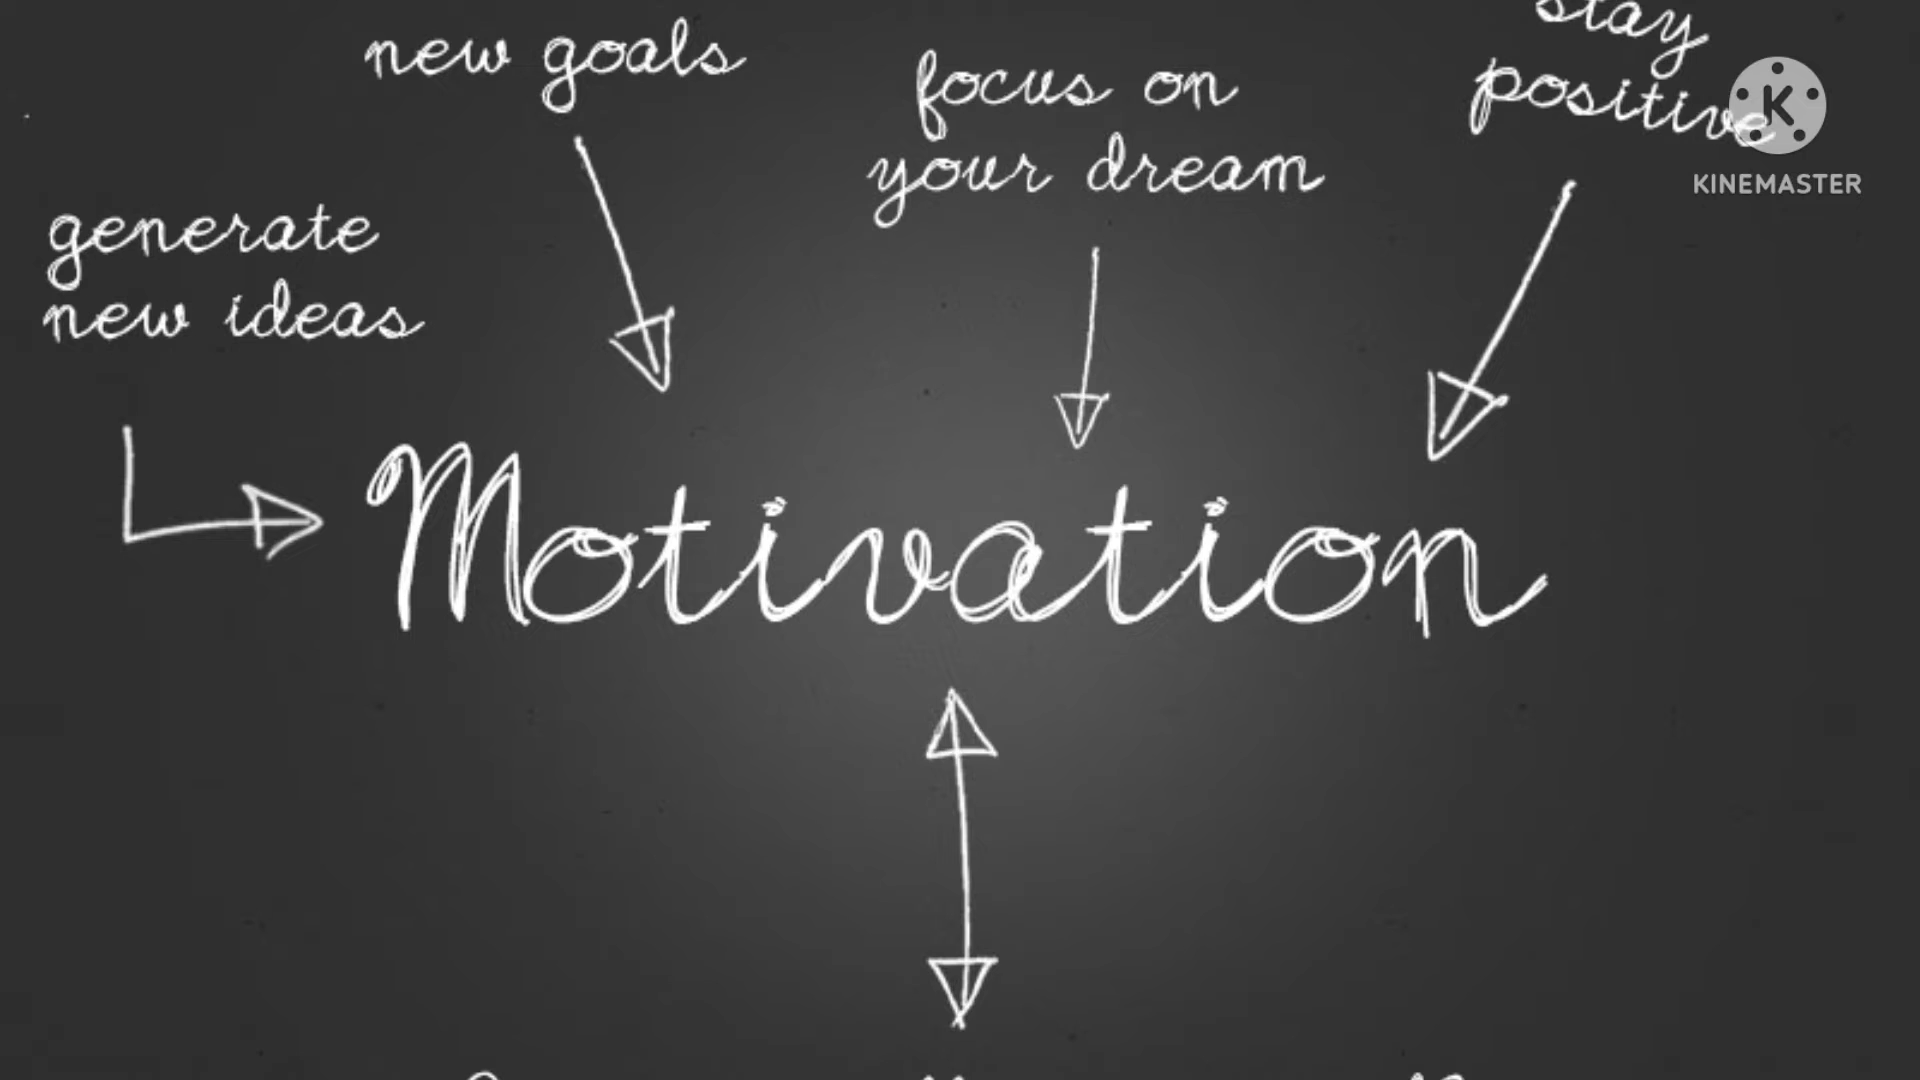 new goals
focus on
your dream
stay
positive
KINEMASTER
generate
new ideas
Motivation